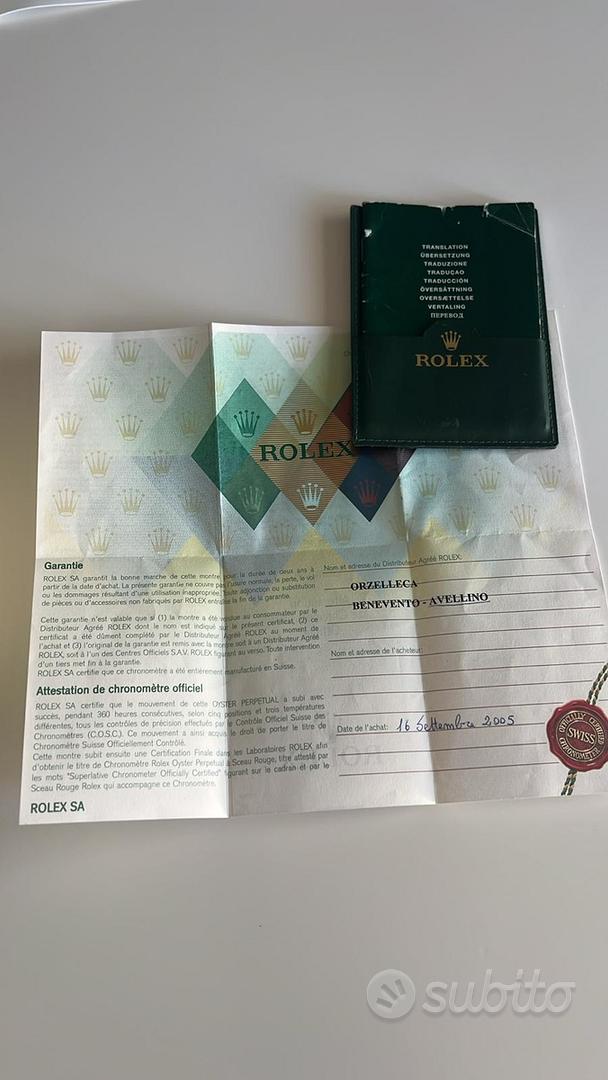 TRANSLATION
ÜBERSETZUNG
TRADUZIONE
TRADUÇAO
TRADUCCIÓN
ÖVERSÄTTNING
OVERSÆTTELSE
VERTALING
ПЕРЕВОД
ROLEX
ROLEX
Garantie
ROLEX SA garantit la bonne marche de cette montre pour la durée de deux ans à
partir de la date d'achat. La présente garantie ne couvre pas l'usure normale, la perte, le vol
ou les dommages résultant d'une utilisation inappropriée. Toute adjonction ou substitution
de pièces ou d'accessoires non fabriqués par ROLEX entraîne la fin de la garantie.
Cette garantie n'est valable que si (1) la montre a été vendue au consommateur par le
Distributeur Agréé ROLEX dont le nom est indiqué sur le présent certificat, (2) ce
certificat a été dûment complété par le Distributeur Agréé ROLEX au moment de
l'achat et (3) l'original de la garantie est remis avec la montre soit à un Distributeur Agréé
ROLEX, soit à l'un des Centres Officiels S.A.V. ROLEX figurant au verso. Toute intervention
d'un tiers met fin à la garantie.
ROLEX SA certifie que ce chronomètre a été entièrement manufacturé en Suisse.
Attestation de chronomètre officiel
ROLEX SA certifie que le mouvement de cette OYSTER PERPETUAL a subi avec
succès, pendant 360 heures consécutives, selon cinq positions et trois températures
différentes, tous les contrôles de précision effectués par le Contrôle Officiel Suisse des
Chronomètres (C.O.S.C.). Ce mouvement a ainsi acquis le droit de porter le titre de
Chronomètre Suisse Officiellement Contrôlé.
Cette montre subit ensuite une Certification Finale dans les Laboratoires ROLEX afin
d'obtenir le titre de Chronomètre Rolex Oyster Perpetual à Sceau Rouge, titre attesté par
les mots "Superlative Chronometer Officially Certified" figurant sur le cadran et par le
Sceau Rouge Rolex qui accompagne ce Chronomètre.
ROLEX SA
Nom et adresse du Distributeur Agréé ROLEX:
ORZELLECA
BENEVENTO - AVELLINO
Nom et adresse de l'acheteur:
Date de l'achat: 16 Settembre 2005
STRICTLY CERTIFIED
SWISS
CHRONOMETER
subito